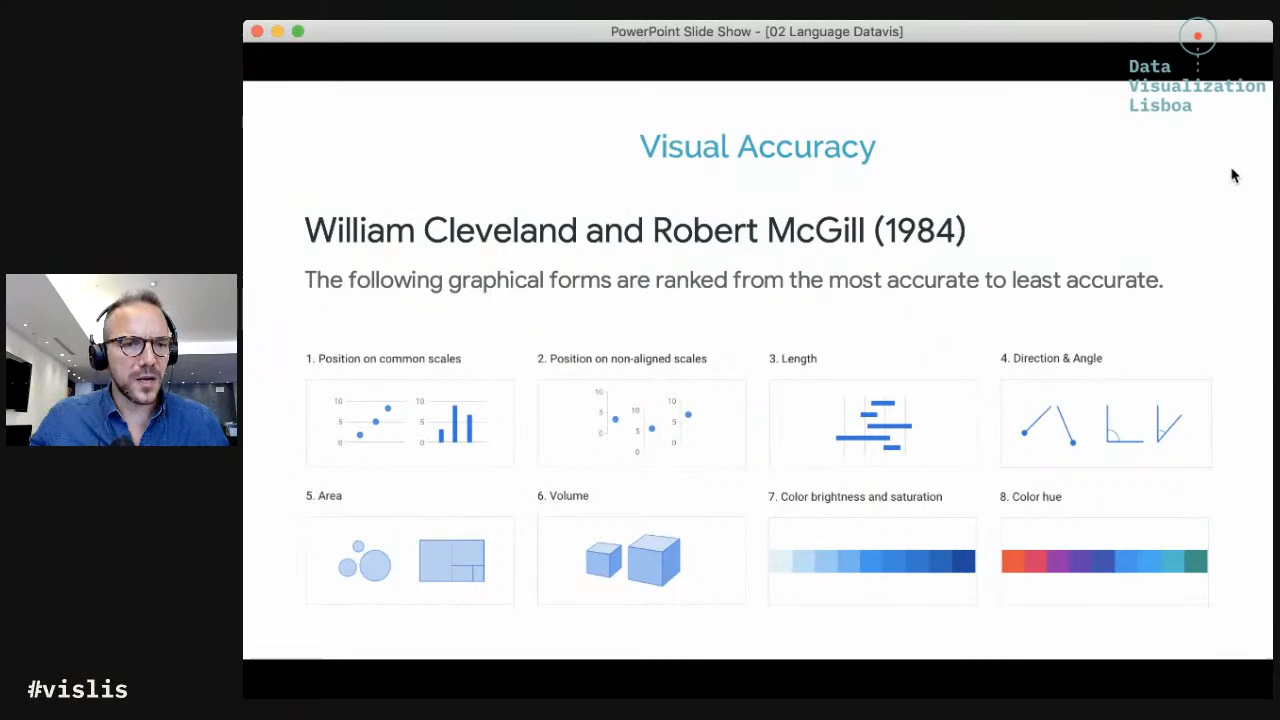 PowerPoint Slide Show - [02 Language Datavis]
Data
Visualization
Lisboa
Visual Accuracy
William Cleveland and Robert McGill (1984)
The following graphical forms are ranked from the most accurate to least accurate.
1. Position on common scales
2. Position on non-aligned scales
3. Length
4. Direction & Angle
10
5
0
10
5
0
10
5
0
10
5
0
10
5
0
5. Area
6. Volume
7. Color brightness and saturation
8. Color hue
#vislis